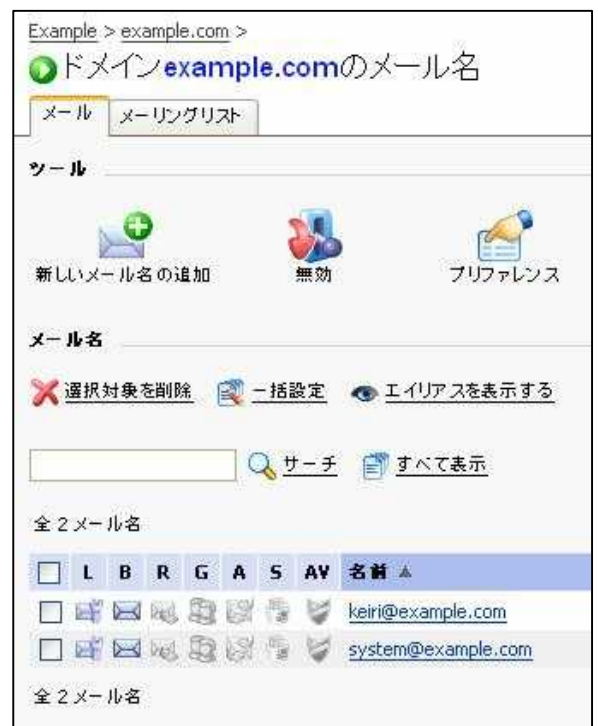 Example > example.com >
ドメインexample.comのメール名
メール メーリングリスト
ツール
新しいメール名の追加 無効 プリファレンス
メール名
選択対象を削除 一括設定 エイリアスを表示する
サーチ すべて表示
全 2 メール名
L B R G A S AV 名前
keiri@example.com
system@example.com
全 2 メール名